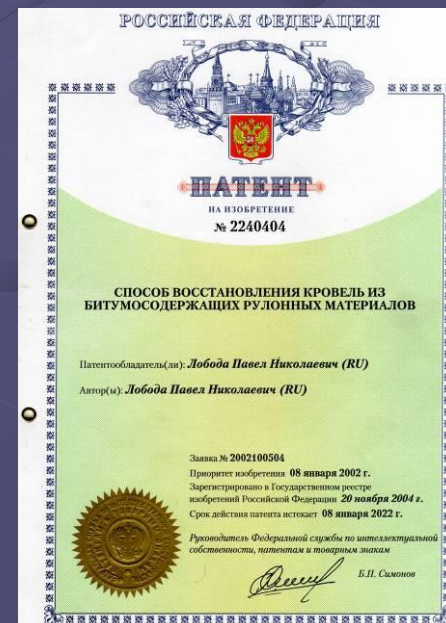 РОССИЙСКАЯ ФЕДЕРАЦИЯ
ПАТЕНТ
НА ИЗОБРЕТЕНИЕ
№ 2240404
СПОСОБ ВОССТАНОВЛЕНИЯ КРОВЕЛЬ ИЗ
БИТУМОСОДЕРЖАЩИХ РУЛОННЫХ МАТЕРИАЛОВ
Патентообладатель(ли): Лобода Павел Николаевич (RU)
Автор(ы): Лобода Павел Николаевич (RU)
Заявка № 2002100504
Приоритет изобретения 08 января 2002 г.
Зарегистрировано в Государственном реестре
изобретений Российской Федерации 20 ноября 2004 г.
Срок действия патента истекает 08 января 2022 г.
Руководитель Федеральной службы по интеллектуальной
собственности, патентам и товарным знакам
Б.П. Симонов